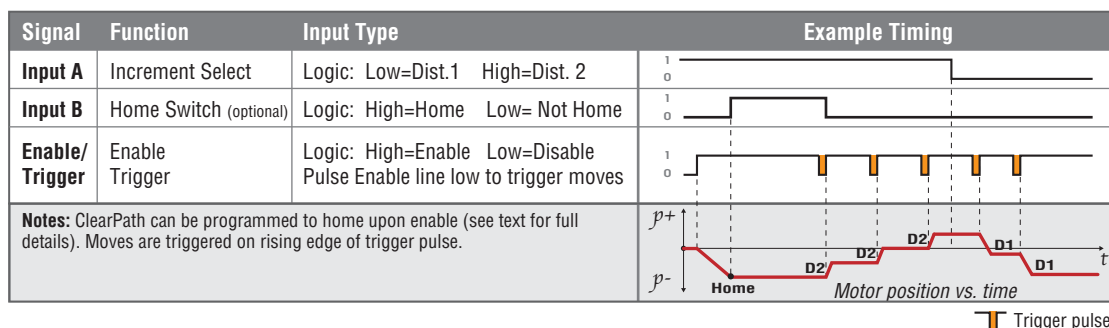 Signal Function Input Type Example Timing
Input A Increment Select Logic: Low=Dist.1 High=Dist. 2 1
0
Input B Home Switch (optional) Logic: High=Home Low= Not Home 1
0
Enable/ Enable Logic: High=Enable Low=Disable 1
Trigger Trigger Pulse Enable line low to trigger moves 0
Notes: ClearPath can be programmed to home upon enable (see text for full
details). Moves are triggered on rising edge of trigger pulse.
p+
p-
Home
D2
D2
D2
D1
D1
t
Motor position vs. time
Trigger pulse